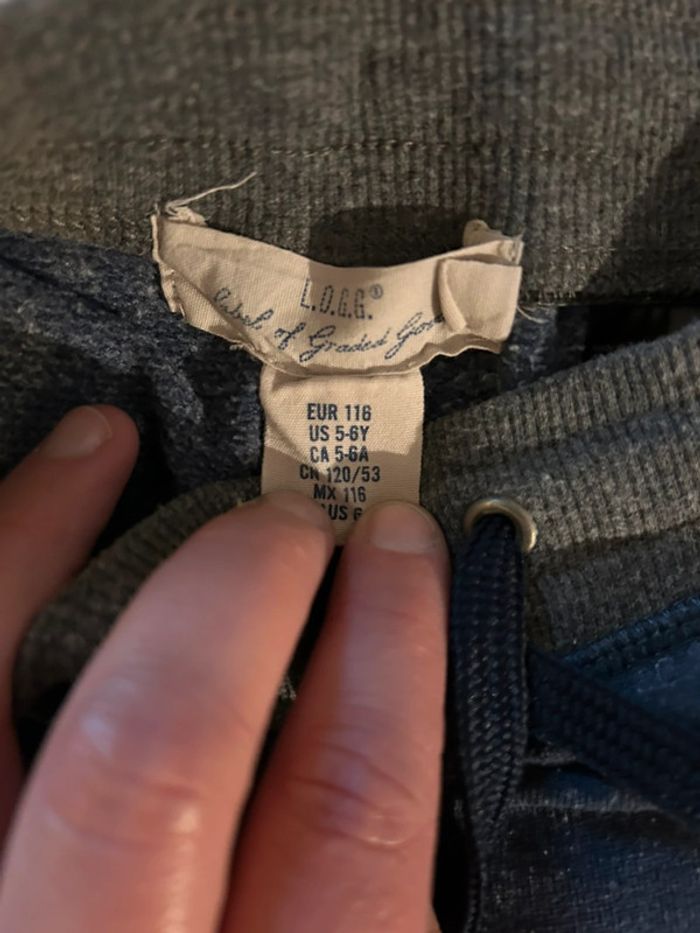 L.O.G.G.®
Label of Graded
EUR 116
US 5-6Y
CA 5-6A
CN 120/53
MX 116